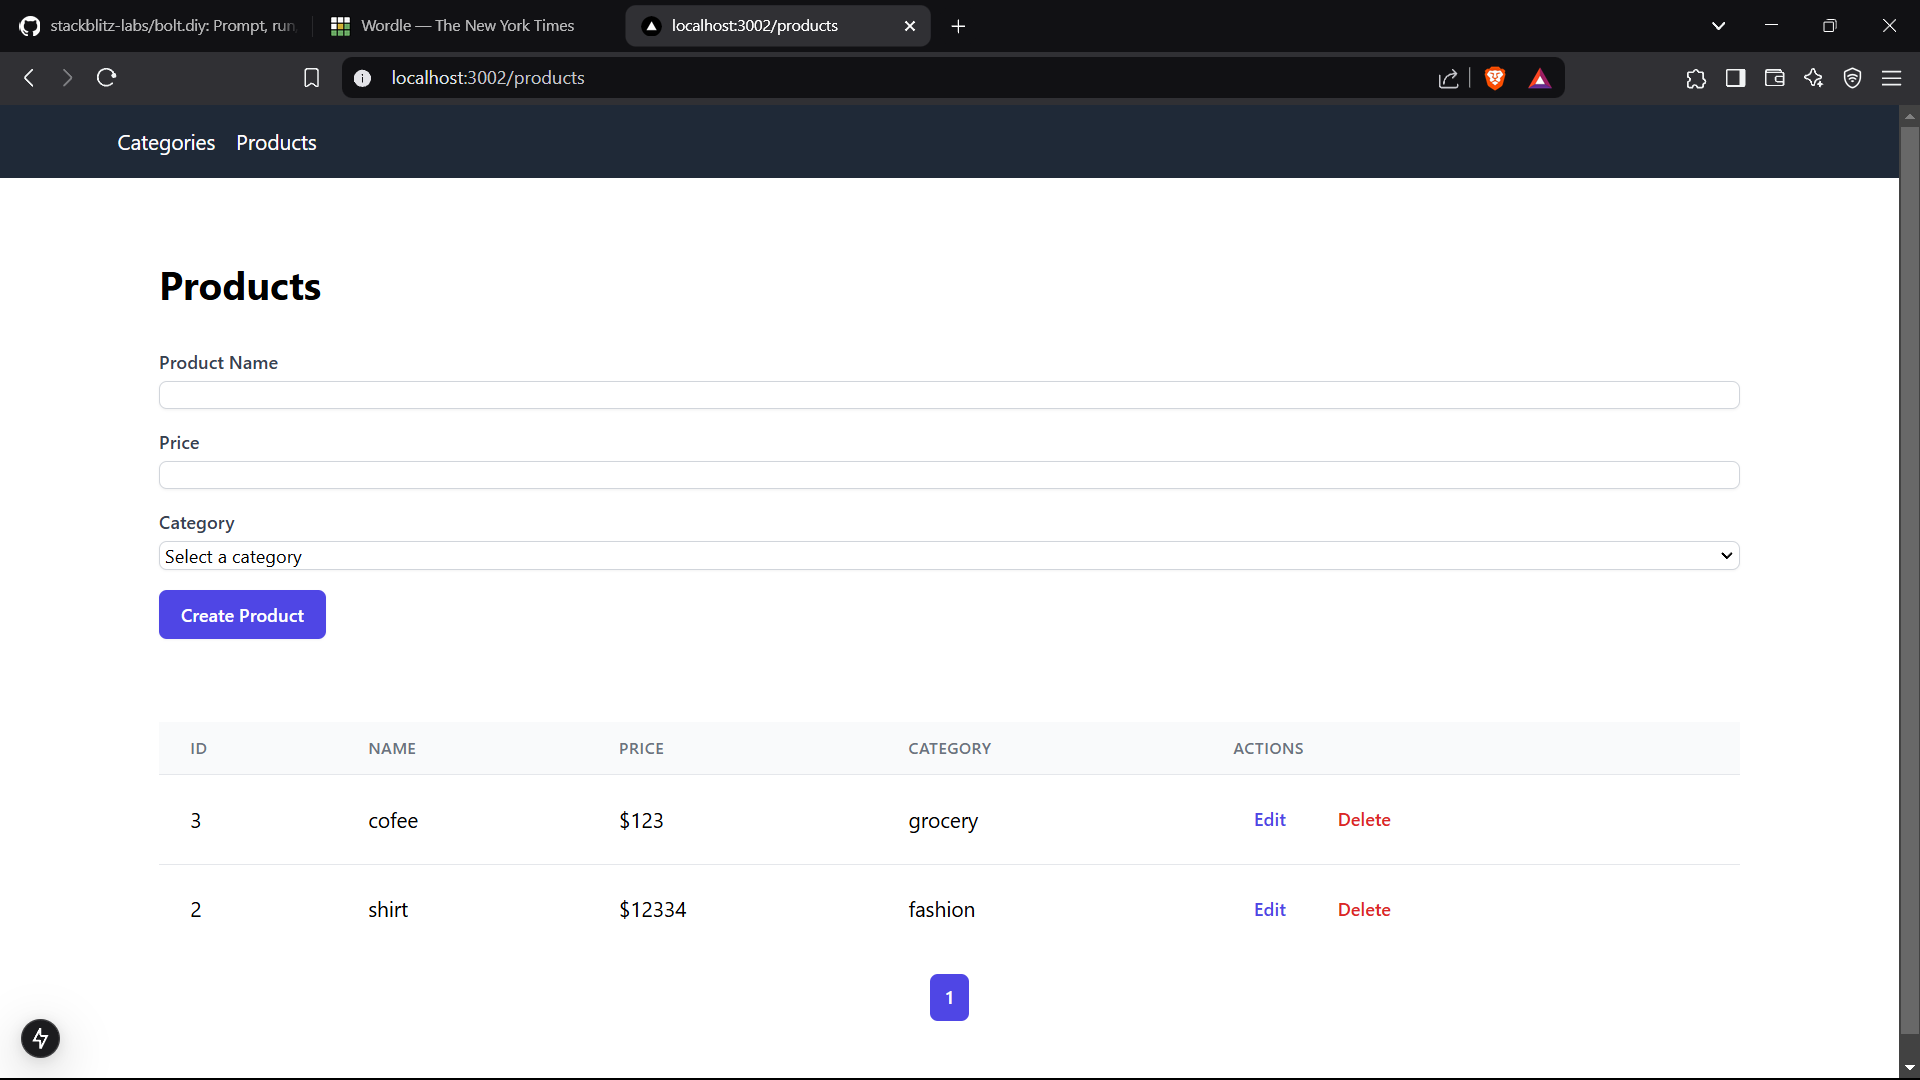 stackblitz-labs/bolt.diy: Prompt, run, Wordle — The New York Times localhost:3002/products
localhost:3002/products
Categories Products
Products
Product Name
Price
Category
Select a category
Create Product
ID NAME PRICE CATEGORY ACTIONS
3 cofee $123 grocery Edit Delete
2 shirt $12334 fashion Edit Delete
1